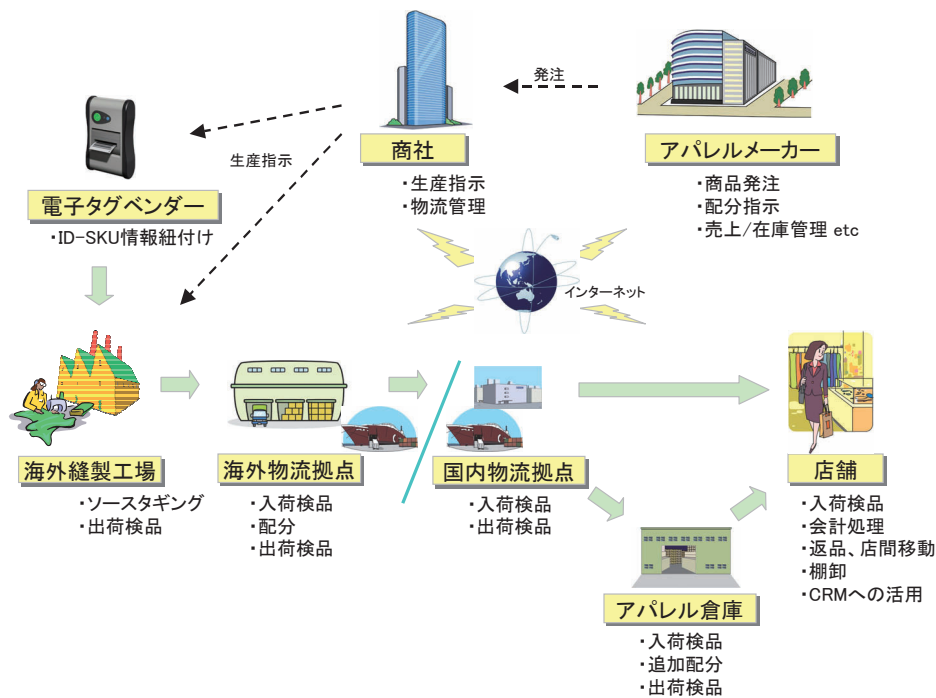 発注
商社
・生産指示
・物流管理
アパレルメーカー
・商品発注
・配分指示
・売上/在庫管理 etc
生産指示
電子タグベンダー
・ID-SKU情報紐付け
インターネット
海外縫製工場
・ソースタギング
・出荷検品
海外物流拠点
・入荷検品
・配分
・出荷検品
国内物流拠点
・入荷検品
・出荷検品
店舗
・入荷検品
・会計処理
・返品、店間移動
・棚卸
・CRMへの活用
アパレル倉庫
・入荷検品
・追加配分
・出荷検品